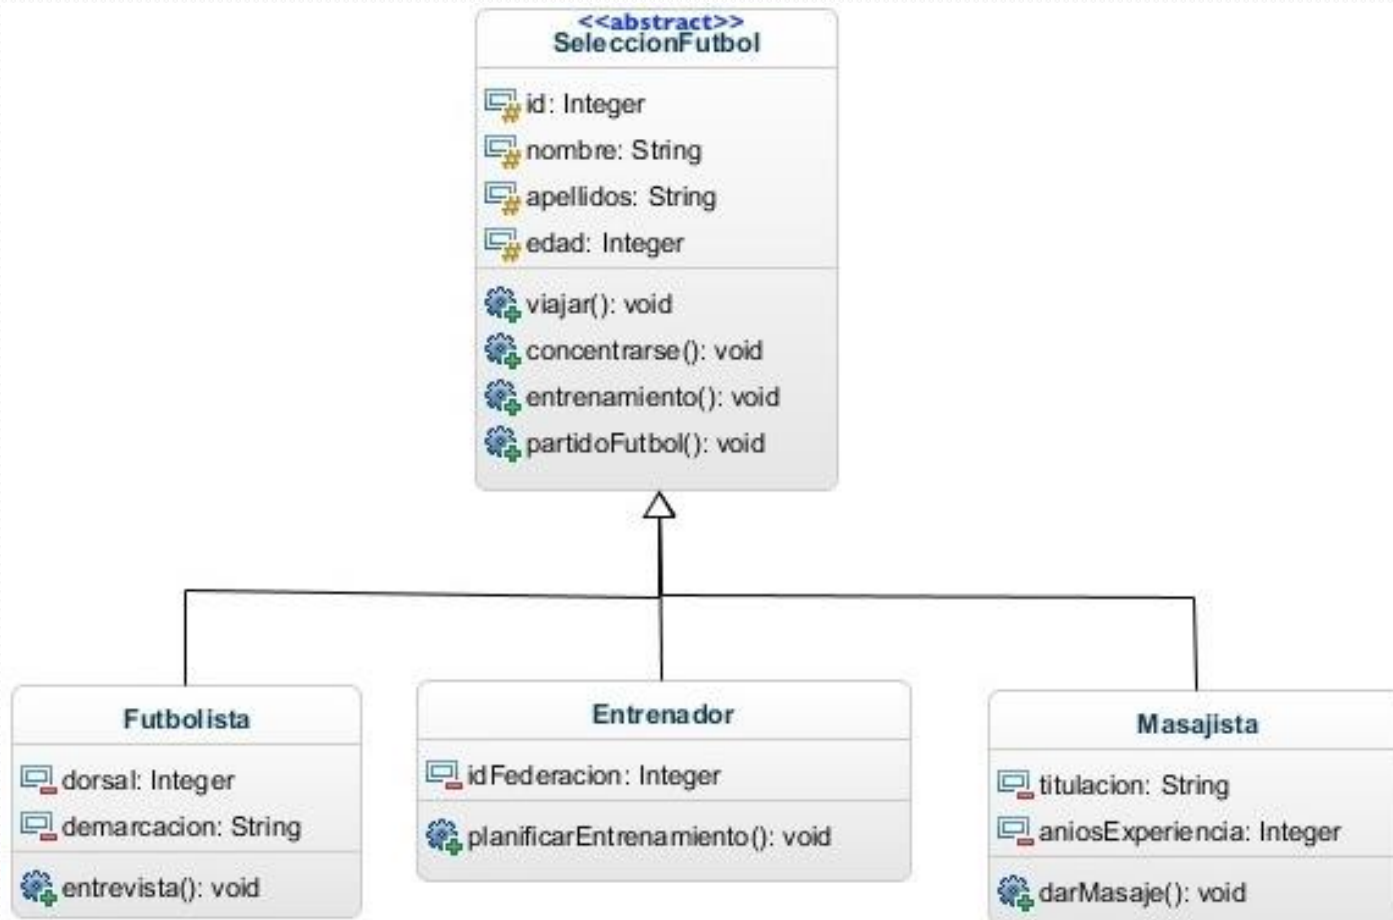 <<abstract>>
SeleccionFutbol
id: Integer
nombre: String
apellidos: String
edad: Integer
viajar(): void
concentrarse(): void
entrenamiento(): void
partidoFutbol(): void
Futbolista
dorsal: Integer
demarcacion: String
entrevista(): void
Entrenador
idFederacion: Integer
planificarEntrenamiento(): void
Masajista
titulacion: String
aniosExperiencia: Integer
darMasaje(): void